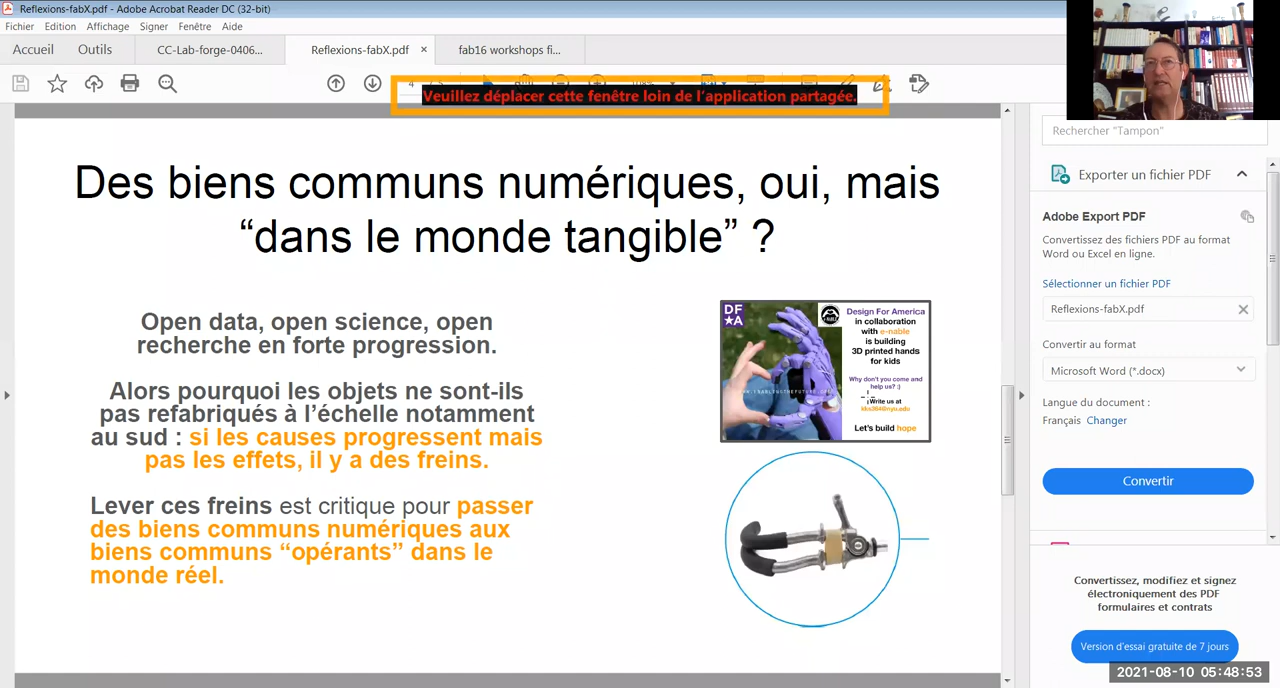 Reflexions-fabX.pdf - Adobe Acrobat Reader DC (32-bit)
Fichier Edition Affichage Signer Fenêtre Aide
Accueil Outils CC-Lab-forge-0406... Reflexions-fabX.pdf × fab16 workshops fi...
Veuillez déplacer cette fenêtre loin de l'application partagée.
Des biens communs numériques, oui, mais
“dans le monde tangible” ?
Open data, open science, open
recherche en forte progression.
Alors pourquoi les objets ne sont-ils
pas refabriqués à l’échelle notamment
au sud : si les causes progressent mais
pas les effets, il y a des freins.
Lever ces freins est critique pour passer
des biens communs numériques aux
biens communs “opérants” dans le
monde réel.
DF
A
Design For America
in collaboration
with e-nable
is building
3D printed hands
for kids
Why don't you come and
help us? :)
Write us at
Let's build hope
WWW.ENABLINGTHEFUTURE.ORG
Rechercher "Tampon"
Exporter un fichier PDF
Adobe Export PDF
Convertissez des fichiers PDF au format
Word ou Excel en ligne.
Sélectionner un fichier PDF
Reflexions-fabX.pdf
Convertir au format
Microsoft Word (*.docx)
Langue du document :
Français Changer
Convertir
Convertissez, modifiez et signez
électroniquement des PDF
formulaires et contrats
Version d'essai gratuite de 7 jours
2021-08-10 05:48:53